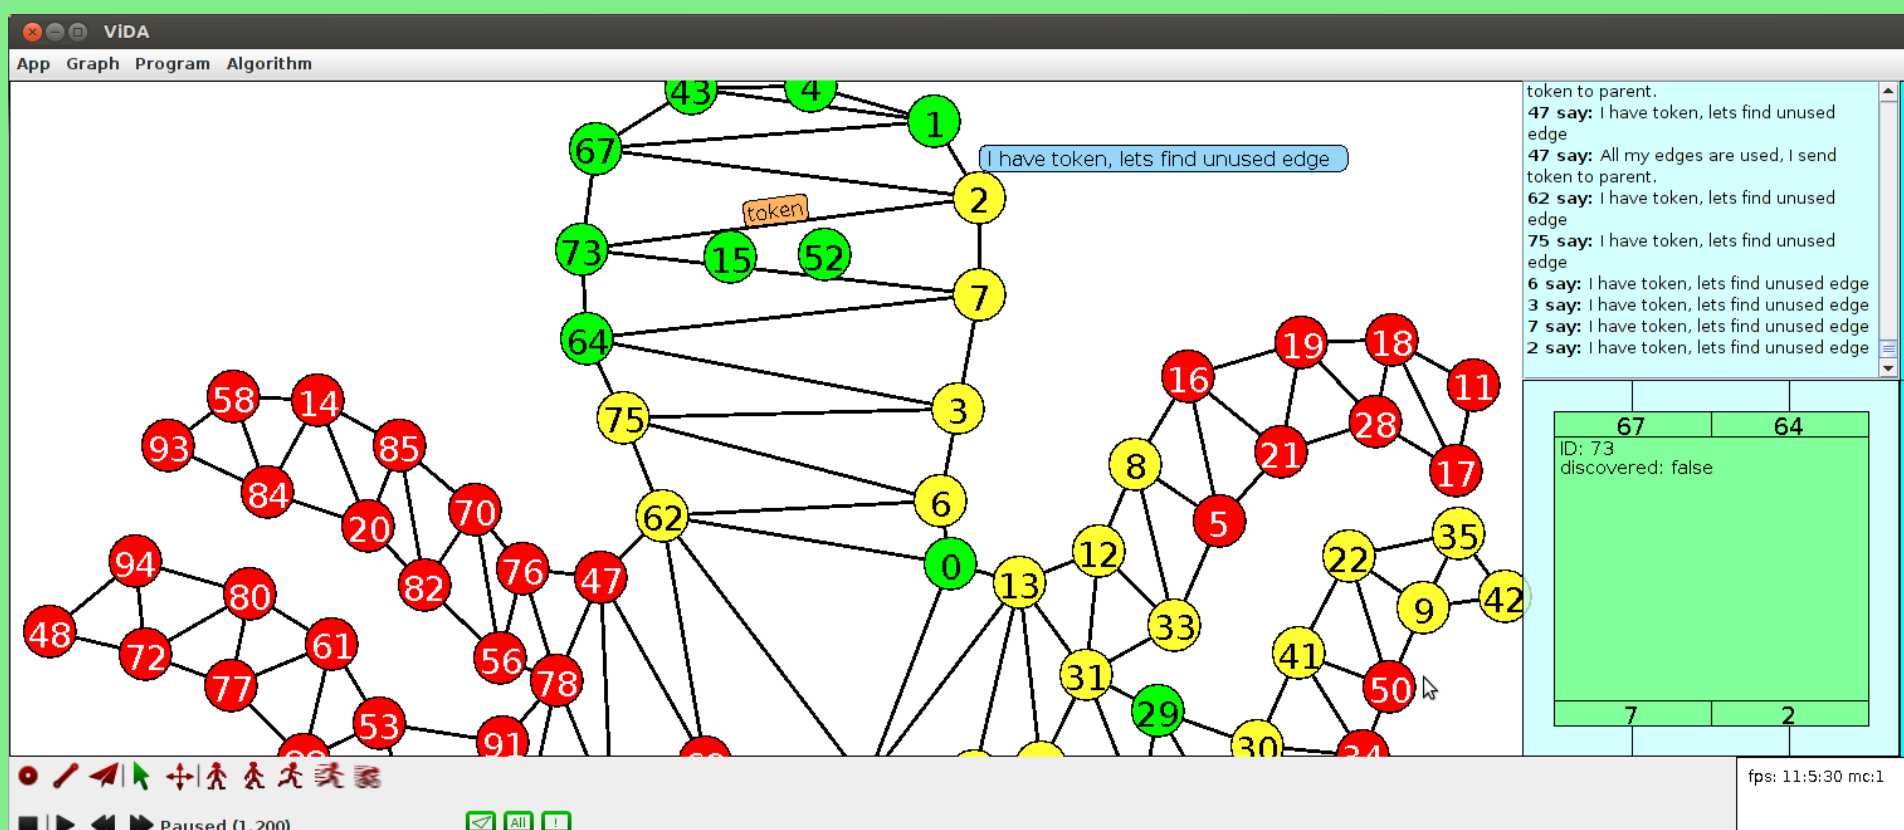 ViDA
App Graph Program Algorithm
43 4 1
67
I have token, lets find unused edge
2
token
73 15 52
7
64
19 18
16 11
58 14
75 3
28
93 85
8 21 17
84
70 6
62
20 5
35
12 22
94 76 47 0 13
82
80 42
9
48 33
61
72 56 41
77 78 31 50
53 29
91 30
token to parent.
47 say: I have token, lets find unused
edge
47 say: All my edges are used, I send
token to parent.
62 say: I have token, lets find unused
edge
75 say: I have token, lets find unused
edge
6 say: I have token, lets find unused edge
3 say: I have token, lets find unused edge
7 say: I have token, lets find unused edge
2 say: I have token, lets find unused edge
67 64
ID: 73
discovered: false
7 2
fps: 11:5:30 mc:1
Paused (1,200)
All !